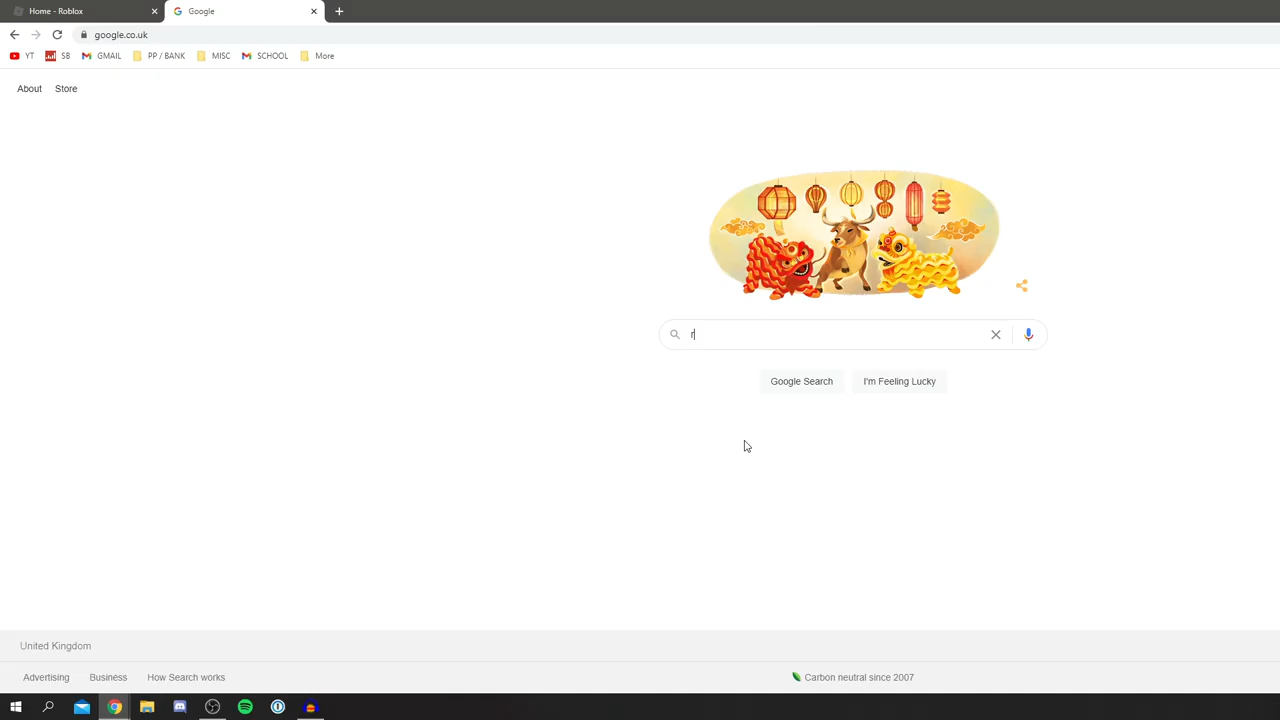 Home - Roblox
Google
google.co.uk
YT SB GMAIL PP / BANK MISC SCHOOL More
About Store
r
Google Search I'm Feeling Lucky
United Kingdom
Advertising Business How Search works Carbon neutral since 2007